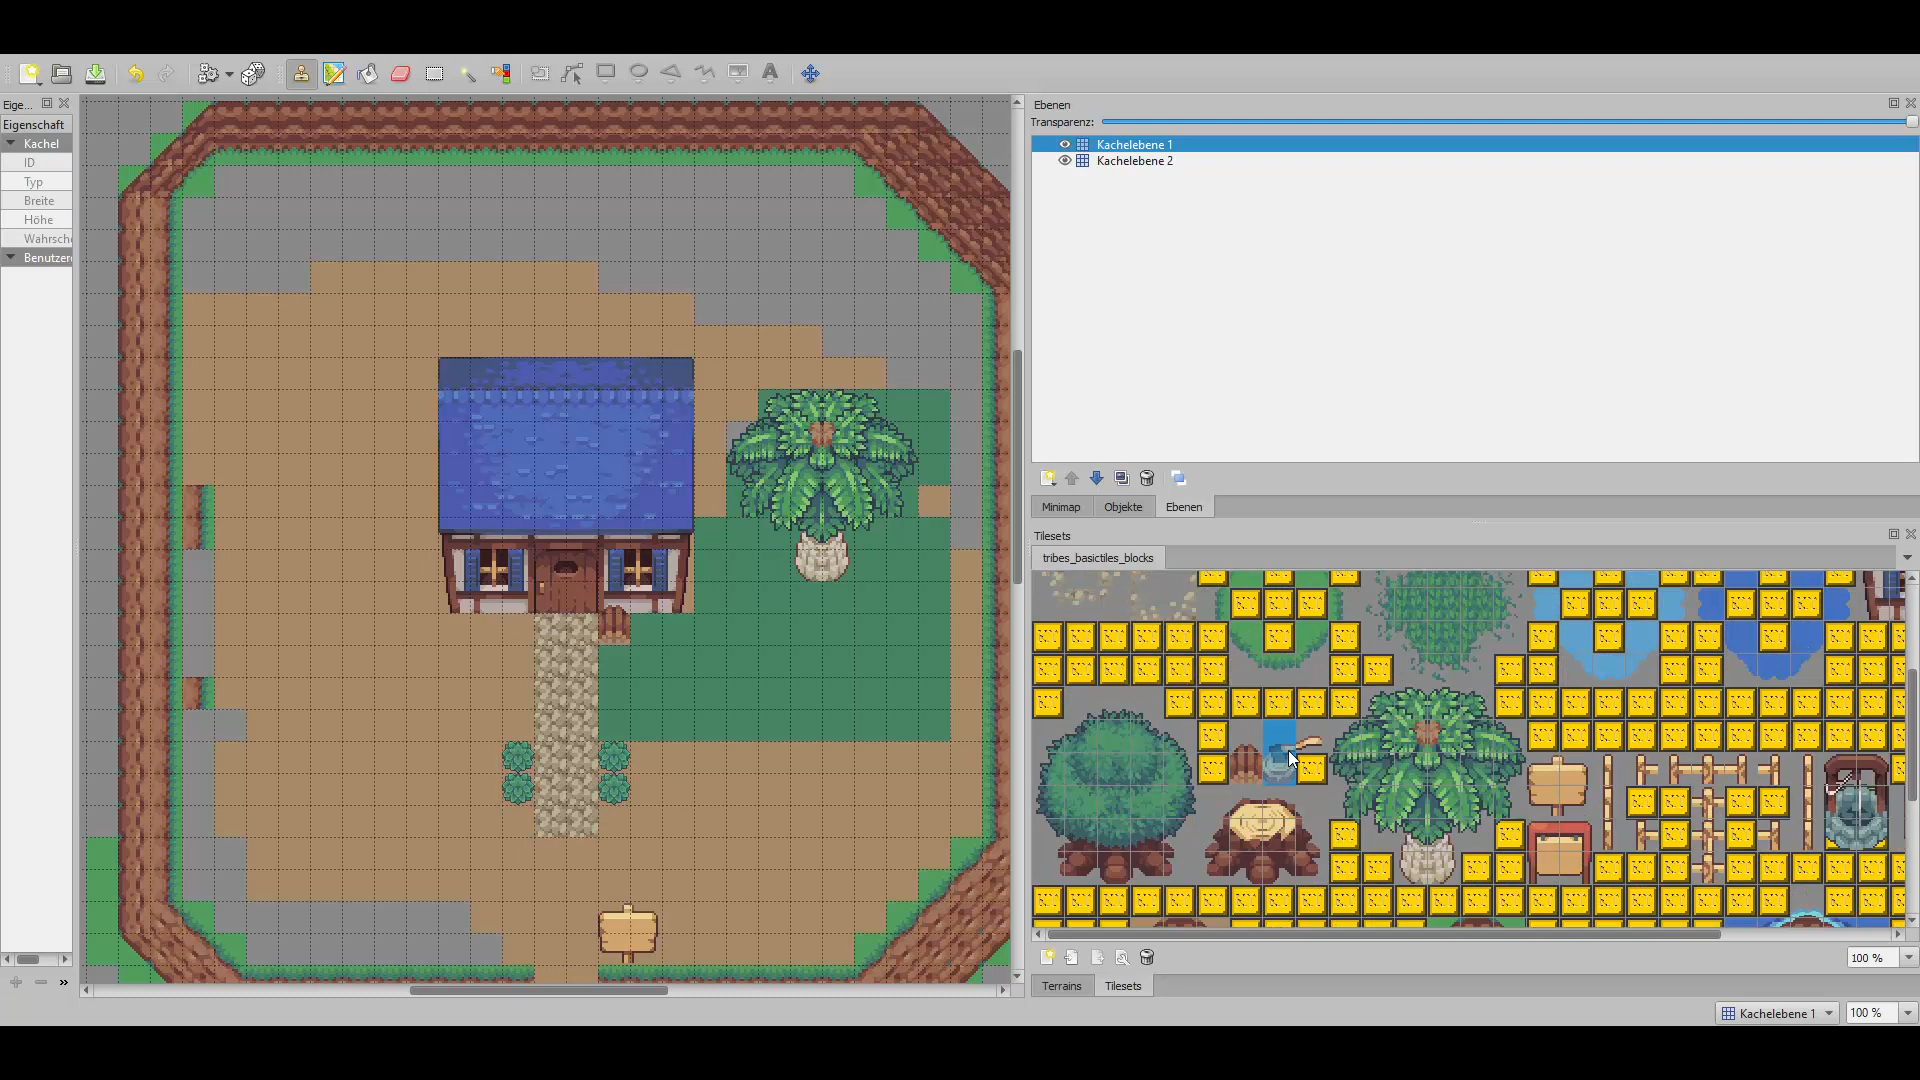 Eige...
Eigenschaft
Kachel
ID
Typ
Breite
Höhe
Wahrsche
Benutzer
Ebenen
Transparenz:
Kachelebene 1
Kachelebene 2
Minimap
Objekte
Ebenen
Tilesets
tribes_basictiles_blocks
100 %
Terrains
Tilesets
Kachelebene 1
100 %